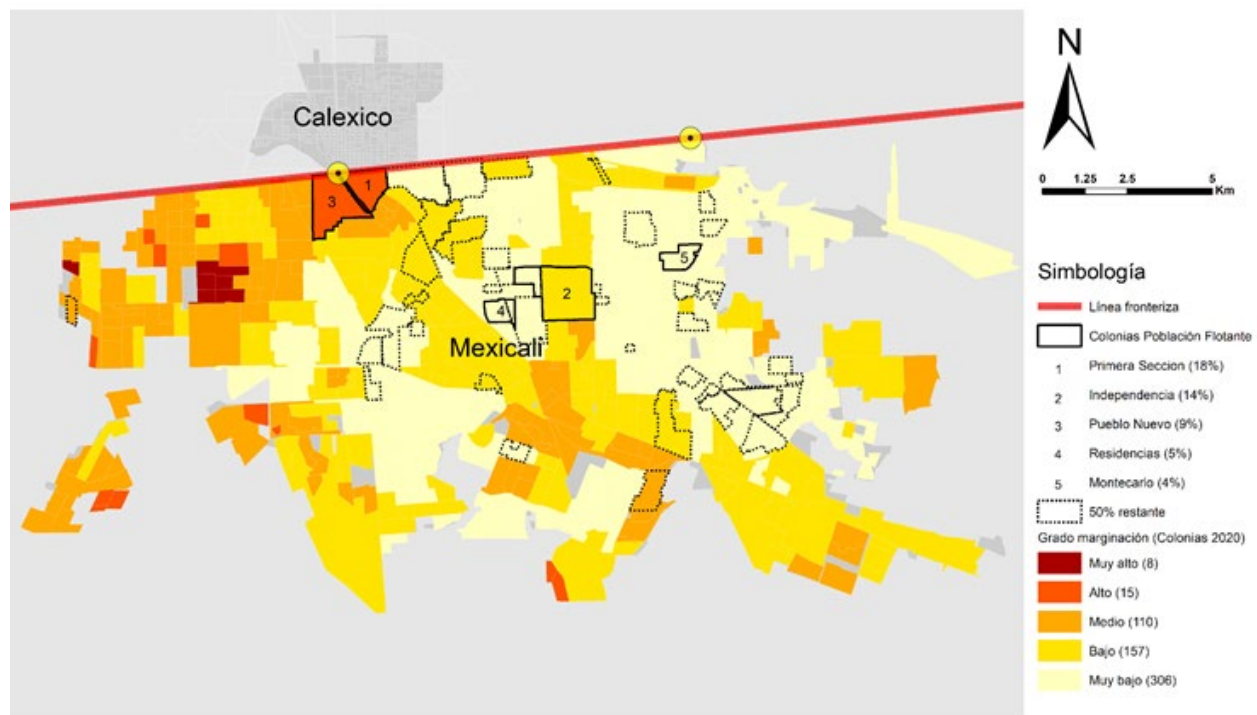 Calexico
1
3
5
2
4
Mexicali
N
0 1.25 2.5 5
Km
Simbología
Línea fronteriza
Colonias Población Flotante
1 Primera Seccion (18%)
2 Independencia (14%)
3 Pueblo Nuevo (9%)
4 Residencias (5%)
5 Montecarlo (4%)
50% restante
Grado marginación (Colonias 2020)
Muy alto (8)
Alto (15)
Medio (110)
Bajo (157)
Muy bajo (306)